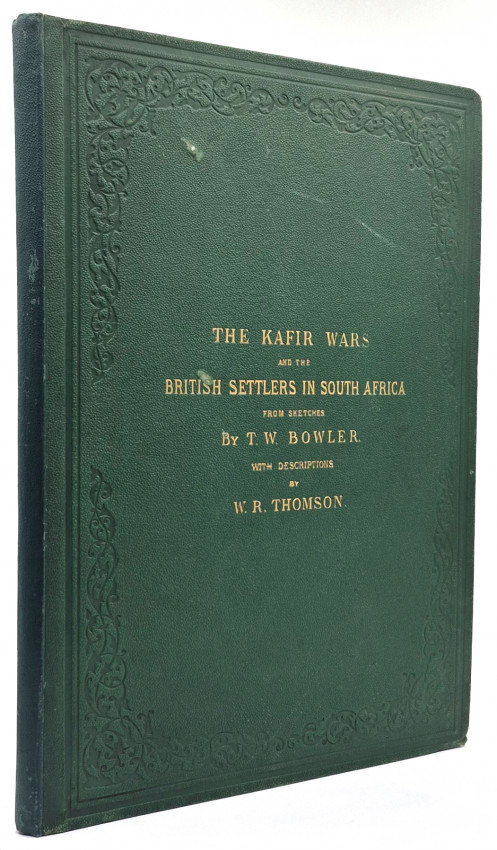 THE KAFIR WARS
AND THE
BRITISH SETTLERS IN SOUTH AFRICA
FROM SKETCHES
BY T. W. BOWLER.
WITH DESCRIPTIONS
BY
W. R. THOMSON.